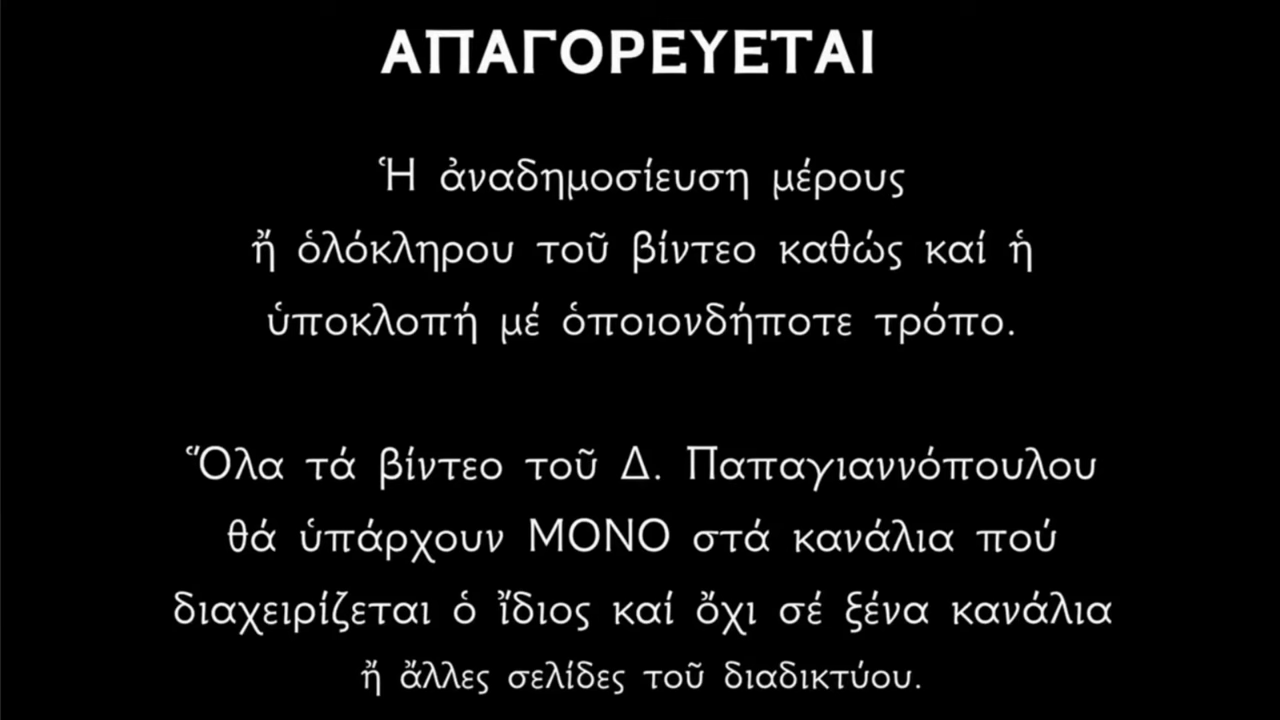 ΑΠΑΓΟΡΕΥΕΤΑΙ
Ἡ ἀναδημοσίευση μέρους
ἤ ὁλόκληρου τοῦ βίντεο καθώς καί ἡ
ὑποκλοπή μέ ὁποιονδήποτε τρόπο.
Ὅλα τά βίντεο τοῦ Δ. Παπαγιαννόπουλου
θά ὑπάρχουν ΜΟΝΟ στά κανάλια πού
διαχειρίζεται ὁ ἴδιος καί ὄχι σέ ξένα κανάλια
ἤ ἄλλες σελίδες τοῦ διαδικτύου.